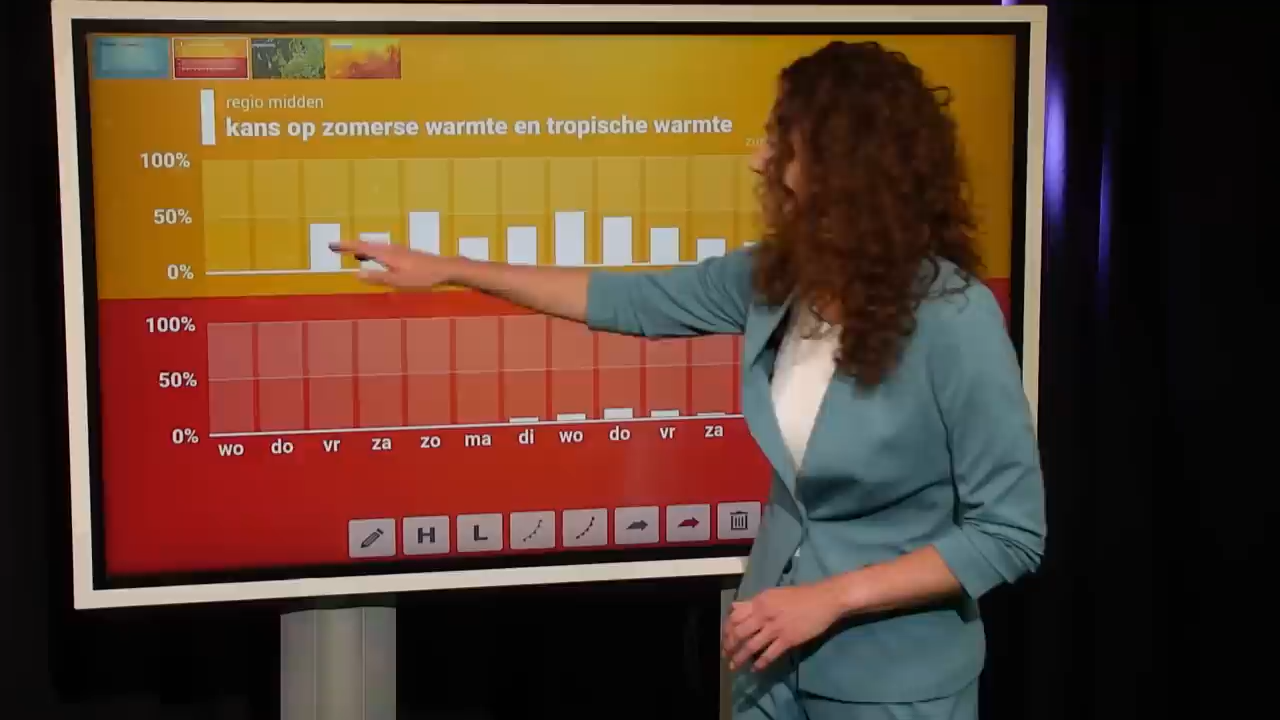 regio midden
kans op zomerse warmte en tropische warmte
100%
50%
0%
100%
50%
0%
wo do vr za zo ma di wo do vr za
H L